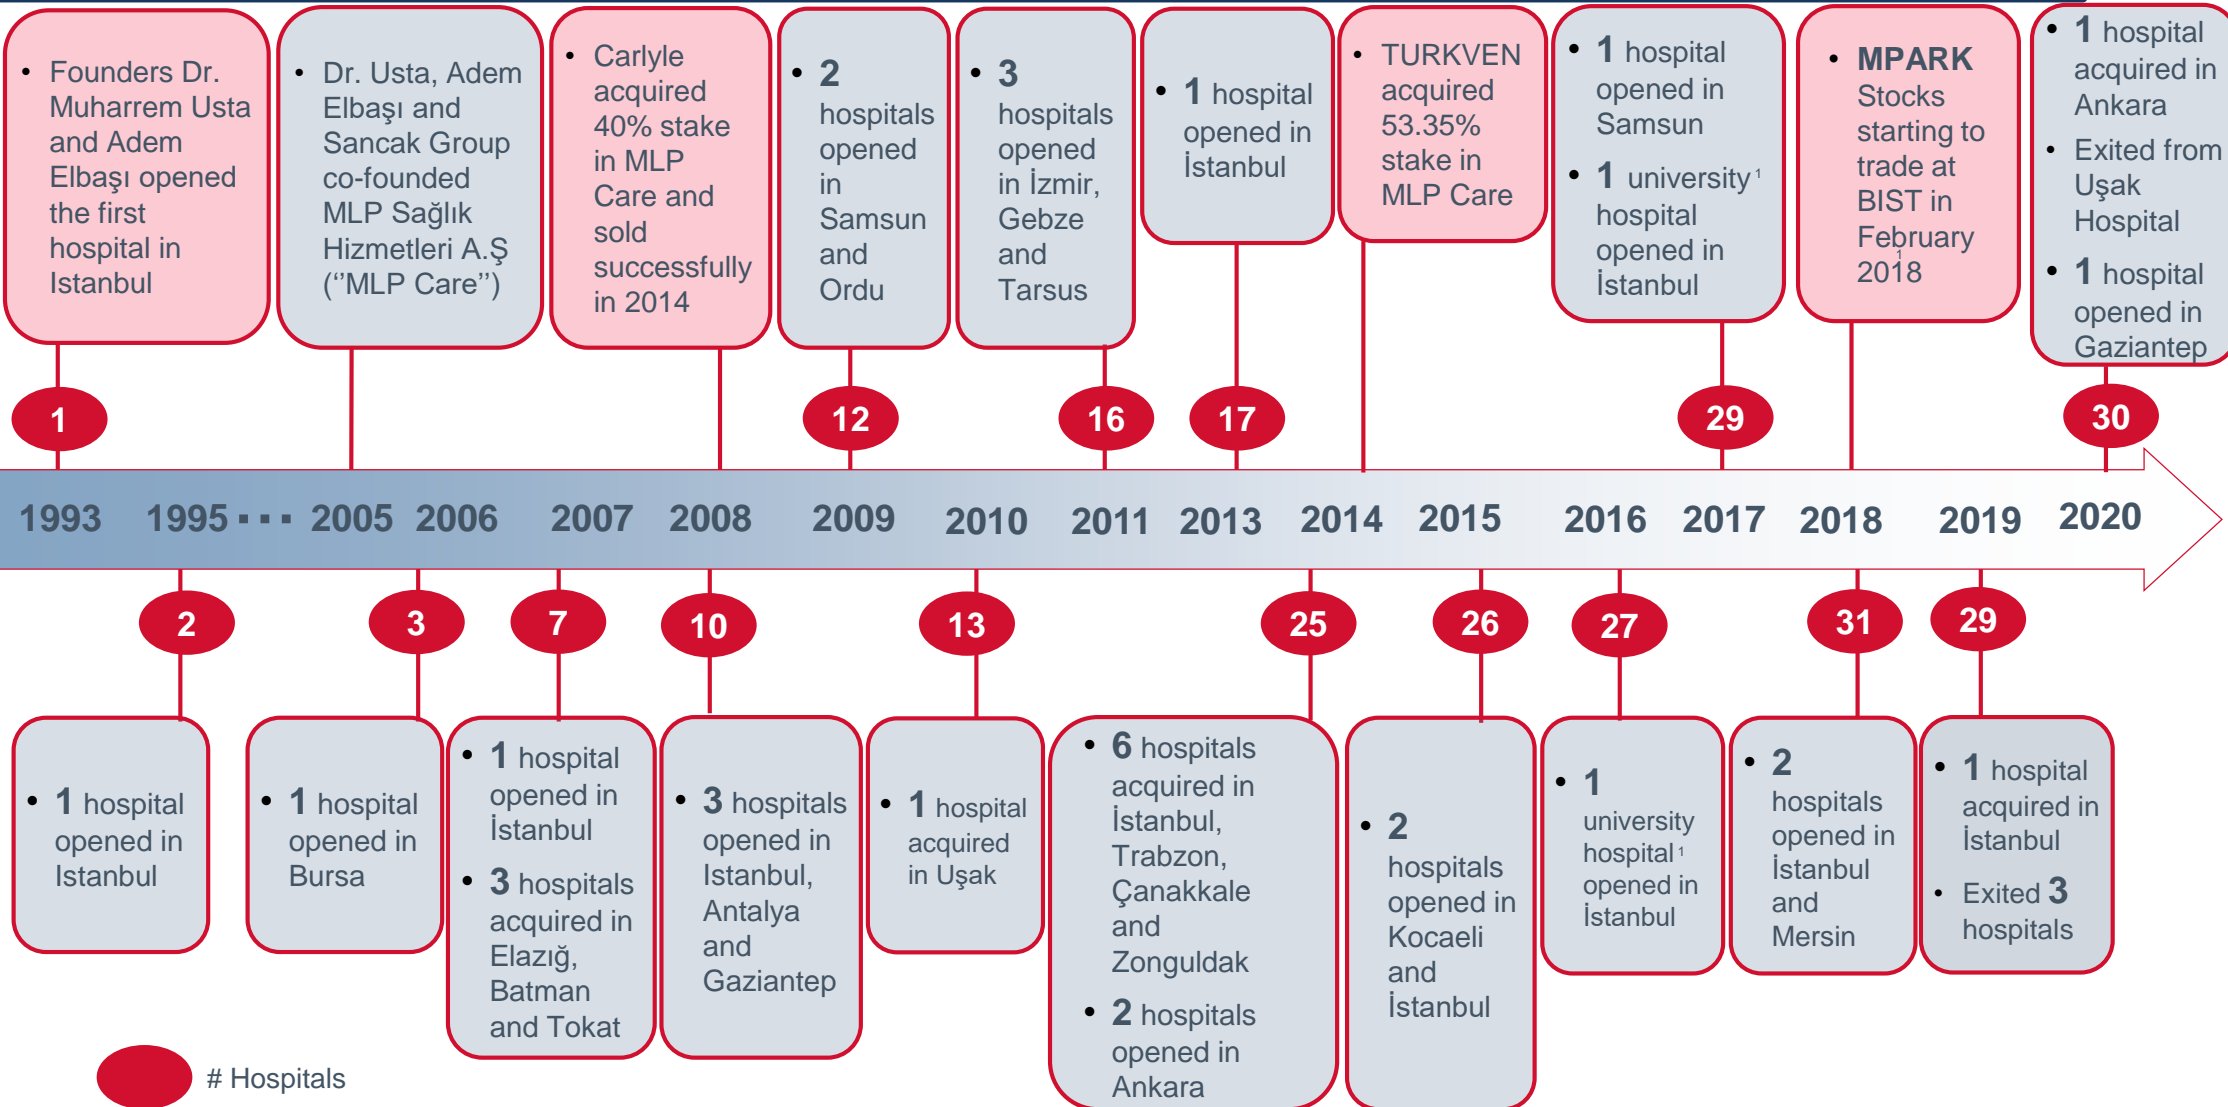 • Founders Dr.
Muharrem Usta
and Adem
Elbaşı opened
the first
hospital in
Istanbul
• Dr. Usta, Adem
Elbaşı and
Sancak Group
co-founded
MLP Sağlık
Hizmetleri A.Ş
(‘’MLP Care’’)
• Carlyle
acquired
40% stake
in MLP
Care and
sold
successfully
in 2014
• 2
hospitals
opened
in
Samsun
and
Ordu
• 3
hospitals
opened
in İzmir,
Gebze
and
Tarsus
• 1 hospital
opened in
İstanbul
• TURKVEN
acquired
53.35%
stake in
MLP Care
• 1 hospital
opened in
Samsun
• 1 university 1
hospital
opened in
İstanbul
• MPARK
Stocks
starting to
trade at
BIST in
February
1
2018
• 1 hospital
acquired in
Ankara
• Exited from
Uşak
Hospital
• 1 hospital
opened in
Gaziantep
1
12
16
17
29
30
1993 1995 ... 2005 2006 2007 2008 2009 2010 2011 2013 2014 2015 2016 2017 2018 2019 2020
2
3
7
10
13
25
26
27
31
29
• 1 hospital
opened in
Istanbul
• 1 hospital
opened in
Bursa
• 1 hospital
opened in
İstanbul
• 3 hospitals
acquired in
Elazığ,
Batman
and Tokat
• 3 hospitals
opened in
Istanbul,
Antalya
and
Gaziantep
• 1 hospital
acquired
in Uşak
• 6 hospitals
acquired in
İstanbul,
Trabzon,
Çanakkale
and
Zonguldak
• 2 hospitals
opened in
Ankara
• 2
hospitals
opened in
Kocaeli
and
İstanbul
• 1
university
hospital 1
opened in
İstanbul
• 2
hospitals
opened in
İstanbul
and
Mersin
• 1 hospital
acquired in
İstanbul
• Exited 3
hospitals
# Hospitals